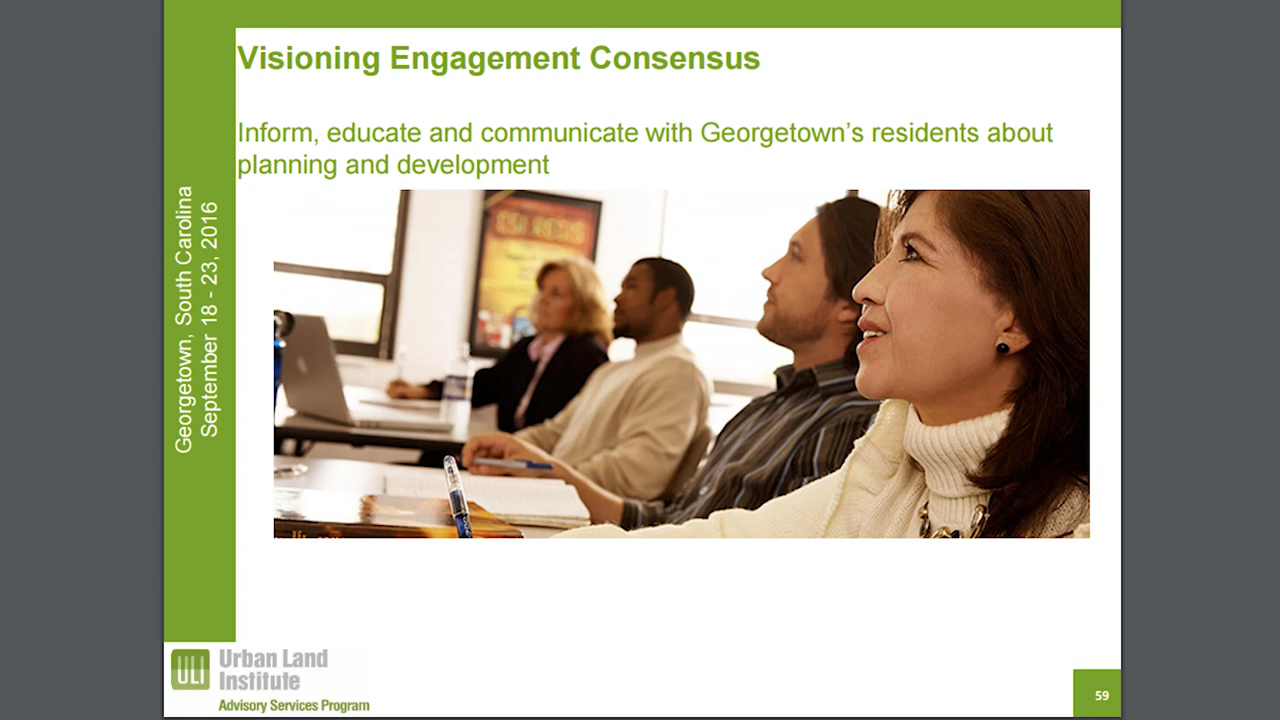 Visioning Engagement Consensus
Inform, educate and communicate with Georgetown’s residents about
planning and development
Georgetown, South Carolina
September 18 - 23, 2016
ULI
Urban Land
Institute
Advisory Services Program
59